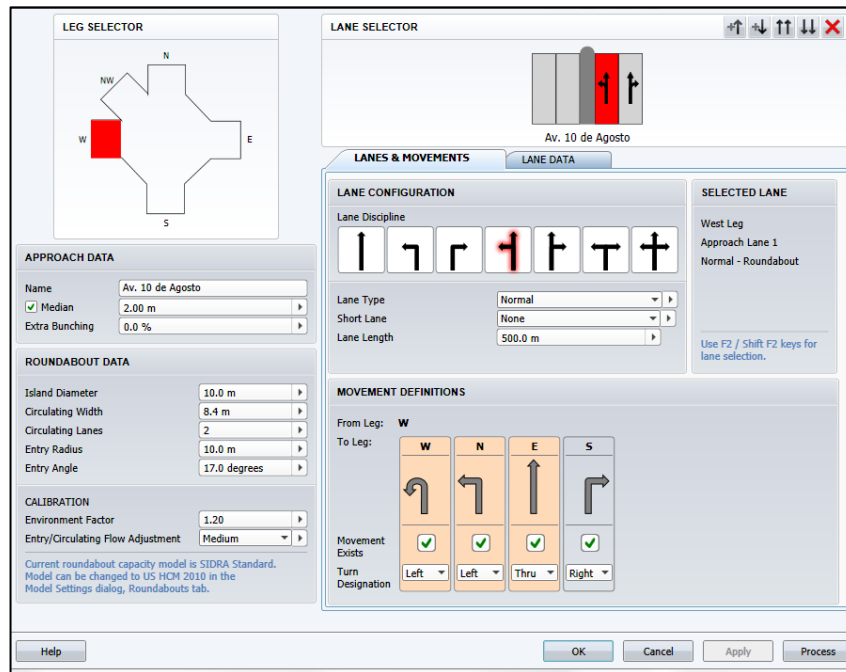 LEG SELECTOR
N
NW
W
E
S
APPROACH DATA
Name Av. 10 de Agosto
Median 2.00 m
Extra Bunching 0.0 %
ROUNDABOUT DATA
Island Diameter 10.0 m
Circulating Width 8.4 m
Circulating Lanes 2
Entry Radius 10.0 m
Entry Angle 17.0 degrees
CALIBRATION
Environment Factor 1.20
Entry/Circulating Flow Adjustment Medium
Current roundabout capacity model is SIDRA Standard.
Model can be changed to US HCM 2010 in the
Model Settings dialog, Roundabouts tab.
LANE SELECTOR
Av. 10 de Agosto
LANES & MOVEMENTS LANE DATA
LANE CONFIGURATION
Lane Discipline
Lane Type Normal
Short Lane None
Lane Length 500.0 m
SELECTED LANE
West Leg
Approach Lane 1
Normal - Roundabout
Use F2 / Shift F2 keys for
lane selection.
MOVEMENT DEFINITIONS
From Leg: W
To Leg: W N E S
Movement
Exists
Turn
Designation Left Left Thru Right
Help OK Cancel Apply Process